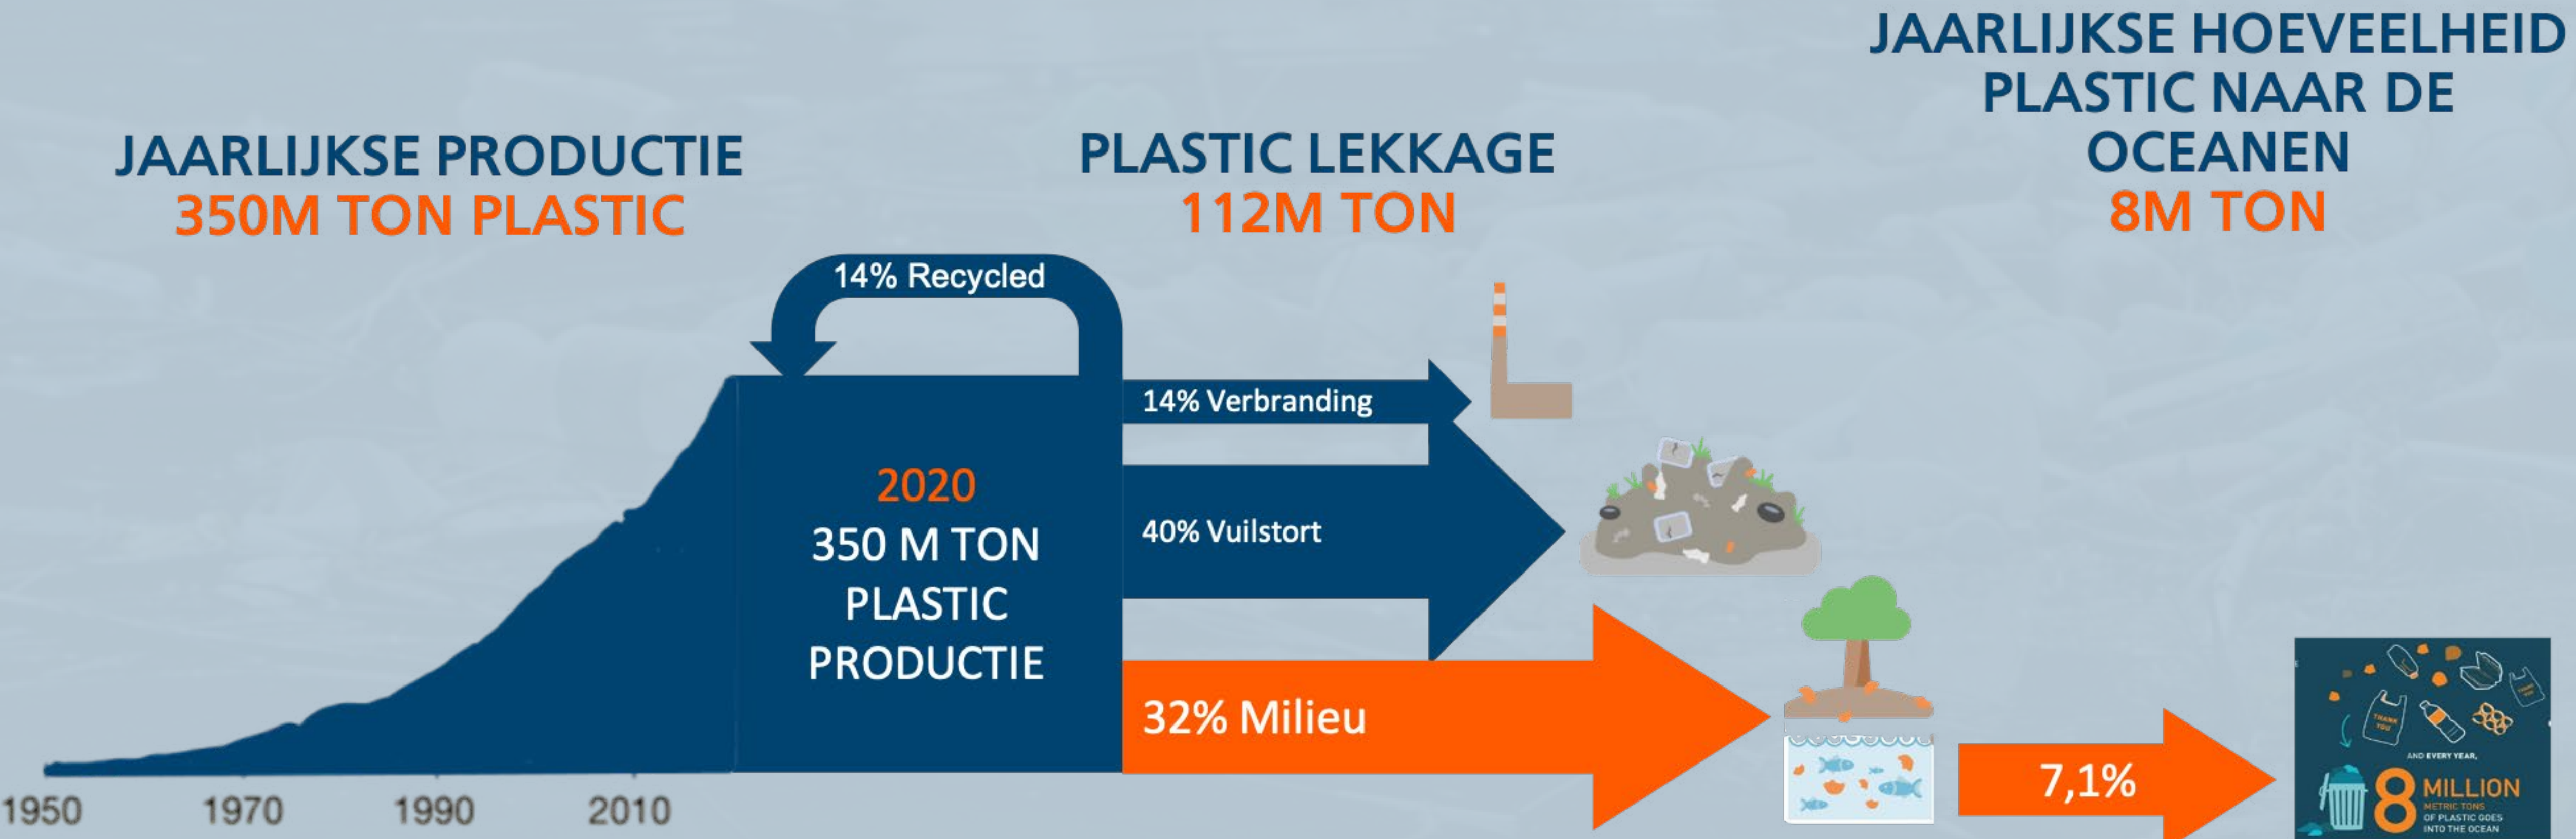 JAARLIJKSE PRODUCTIE
350M TON PLASTIC
PLASTIC LEKKAGE
112M TON
JAARLIJKSE HOEVEELHEID
PLASTIC NAAR DE
OCEANEN
8M TON
14% Recycled
2020
350 M TON
PLASTIC
PRODUCTIE
14% Verbranding
40% Vuilstort
32% Milieu
7,1%
THANK
YOU
AND EVERY YEAR,
8 MILLION
METRIC TONS
OF PLASTIC GOES
INTO THE OCEAN
1950
1970
1990
2010